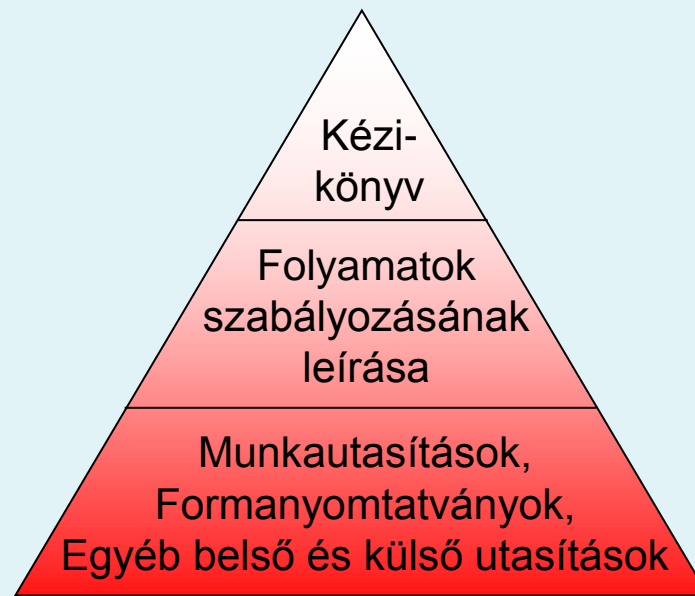 Kézi-
könyv
Folyamatok
szabályozásának
leírása
Munkautasítások,
Formanyomtatványok,
Egyéb belső és külső utasítások